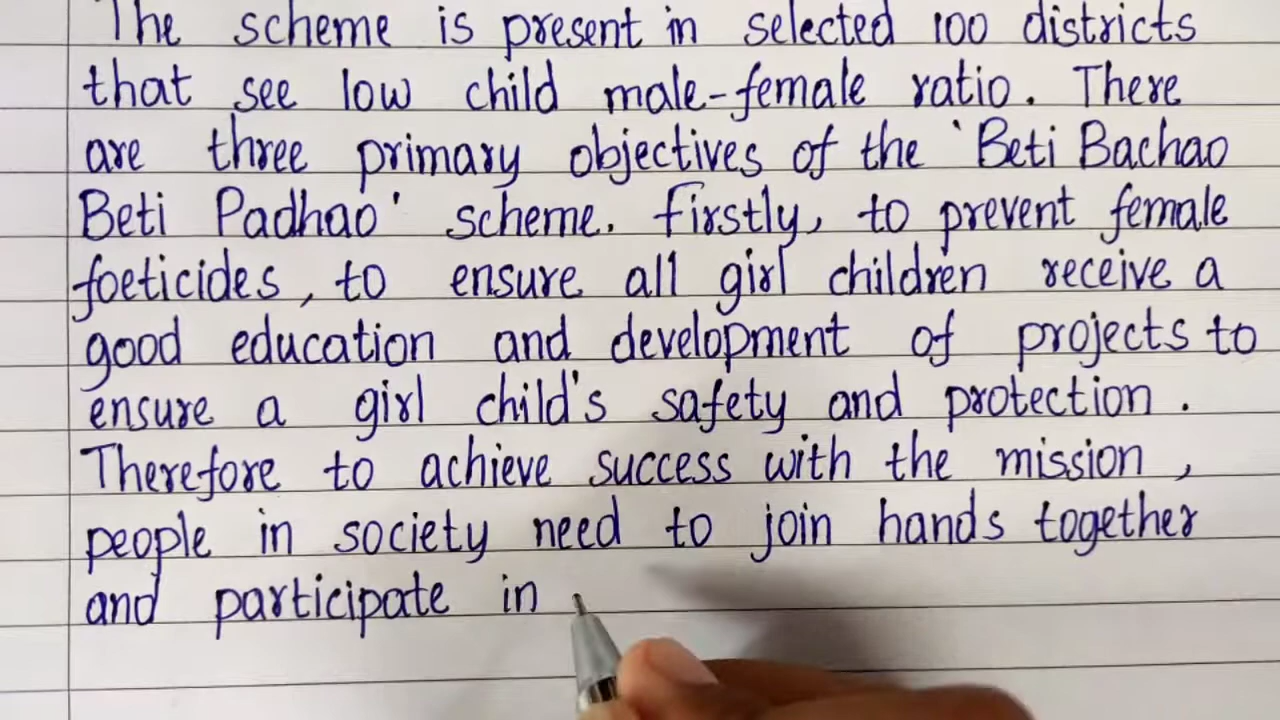 The scheme is present in selected 100 districts
that see low child male-female ratio. There
are three primary objectives of the 'Beti Bachao
Beti Padhao' scheme. Firstly, to prevent female
foeticides, to ensure all girl children receive a
good education and development of projects to
ensure a girl child's safety and protection.
Therefore to achieve success with the mission,
people in society need to join hands together
and participate in